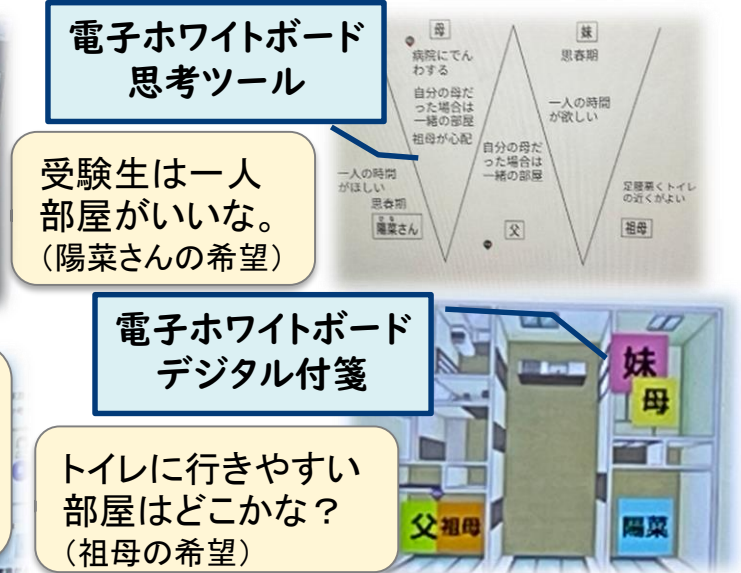 電子ホワイトボード
思考ツール
受験生は一人
部屋がいいな。
(陽菜さんの希望)
母
病院にでん
わする
自分の母だ
った場合は
一緒の部屋
祖母が心配
妹
思春期
一人の時間
が欲しい
自分の母だ
った場合は
一緒の部屋
一人の時間
がほしい
思春期
陽菜さん
父
足腰悪くトイレ
の近くがよい
祖母
電子ホワイトボード
デジタル付箋
トイレに行きやすい
部屋はどこかな？
(祖母の希望)
妹
母
父
祖母
陽菜